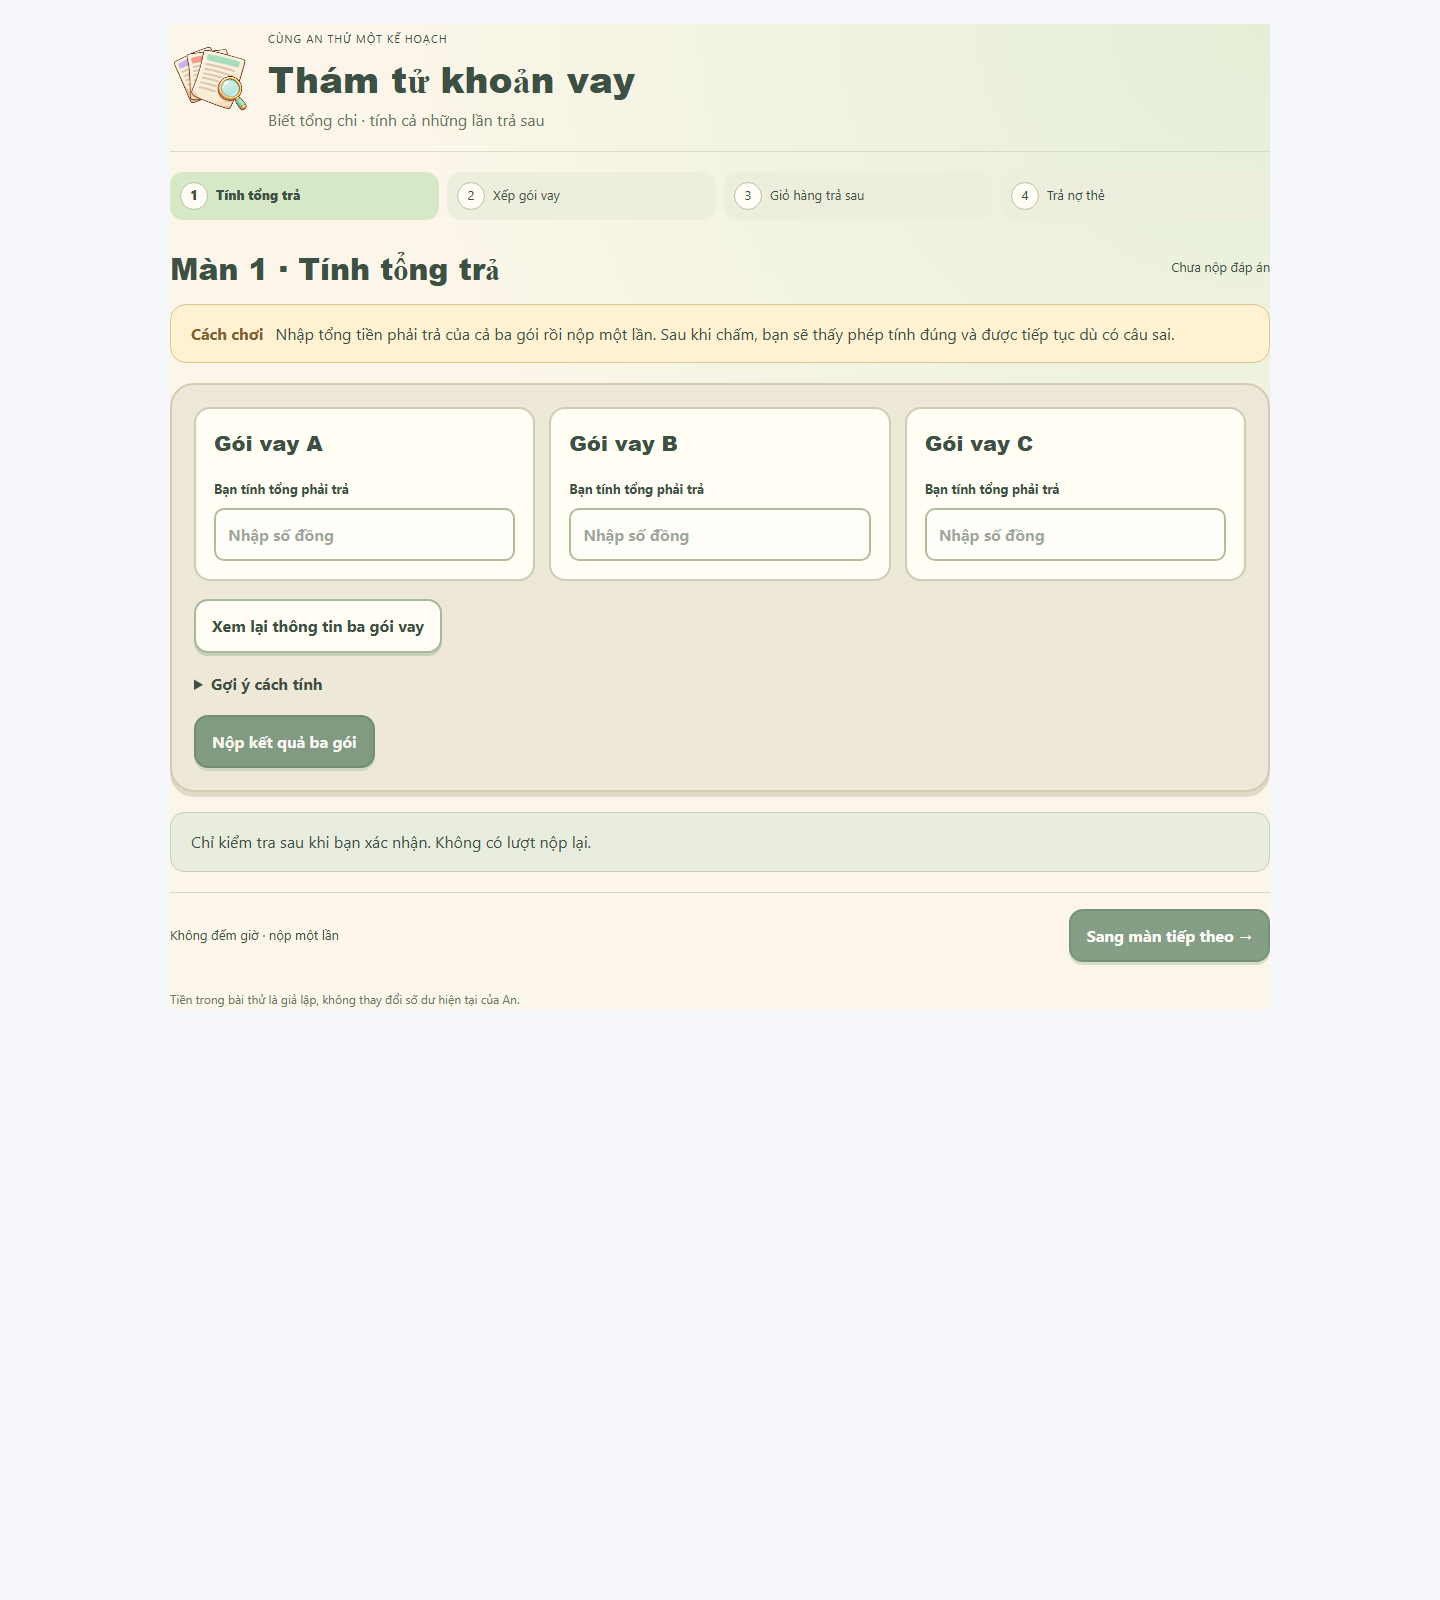 CÙNG AN THỬ MỘT KẾ HOẠCH
Thám tử khoản vay
Biết tổng chi · tính cả những lần trả sau
1 Tính tổng trả
2 Xếp gói vay
3 Giỏ hàng trả sau
4 Trả nợ thẻ
Màn 1 · Tính tổng trả
Chưa nộp đáp án
Cách chơi Nhập tổng tiền phải trả của cả ba gói rồi nộp một lần. Sau khi chấm, bạn sẽ thấy phép tính đúng và được tiếp tục dù có câu sai.
Gói vay A
Bạn tính tổng phải trả
Nhập số đồng
Gói vay B
Bạn tính tổng phải trả
Nhập số đồng
Gói vay C
Bạn tính tổng phải trả
Nhập số đồng
Xem lại thông tin ba gói vay
▶ Gợi ý cách tính
Nộp kết quả ba gói
Chỉ kiểm tra sau khi bạn xác nhận. Không có lượt nộp lại.
Không đếm giờ · nộp một lần
Sang màn tiếp theo →
Tiền trong bài thử là giả lập, không thay đổi số dư hiện tại của An.